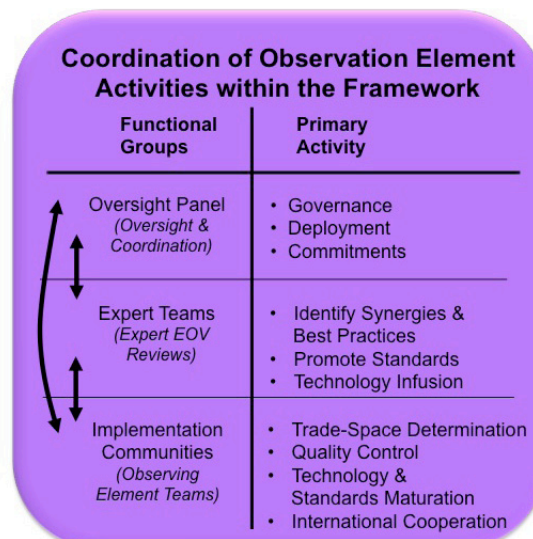 Coordination of Observation Element
Activities within the Framework
Functional
Groups
Primary
Activity
Oversight Panel
(Oversight &
Coordination)
• Governance
• Deployment
• Commitments
Expert Teams
(Expert EOV
Reviews)
• Identify Synergies &
Best Practices
• Promote Standards
• Technology Infusion
Implementation
Communities
(Observing
Element Teams)
• Trade-Space Determination
• Quality Control
• Technology &
Standards Maturation
• International Cooperation